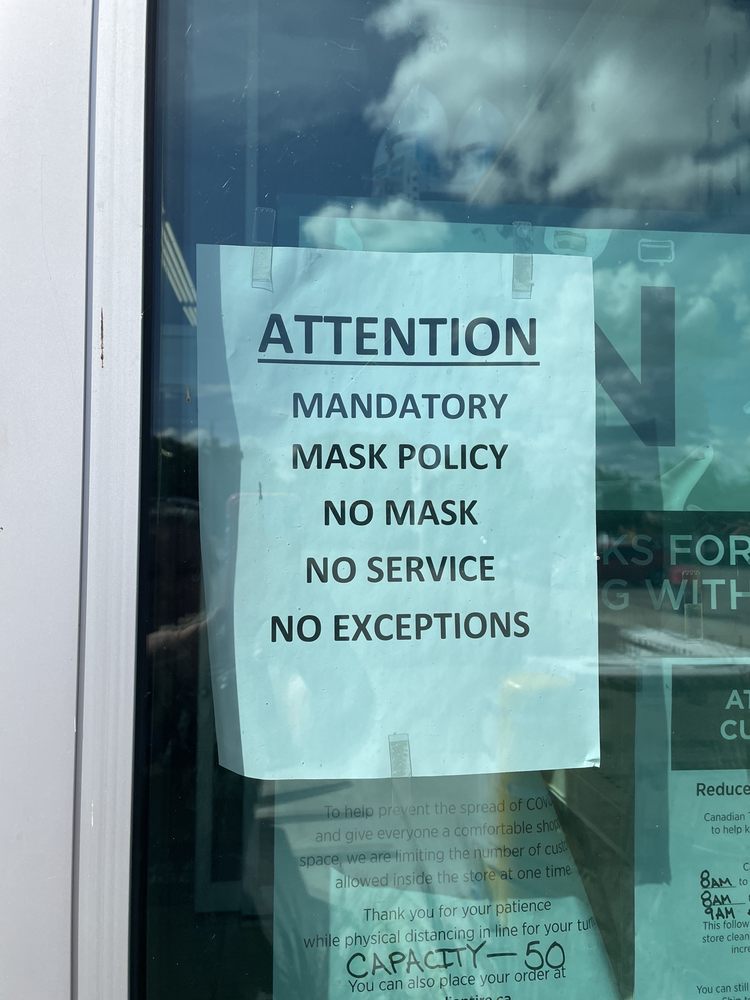 ATTENTION
MANDATORY
MASK POLICY
NO MASK
NO SERVICE
NO EXCEPTIONS
N
FOR
WITH
To help prevent the spread of
and give everyone a comfortable
space, we are limiting the number of
allowed inside the store at one time
Thank you for your patience
while physical distancing in line for your
CAPACITY - 50
You can also place your order at
Reduce
Canadian
to help
8AM to
8AM
9AM
This follow
store clean
You can still